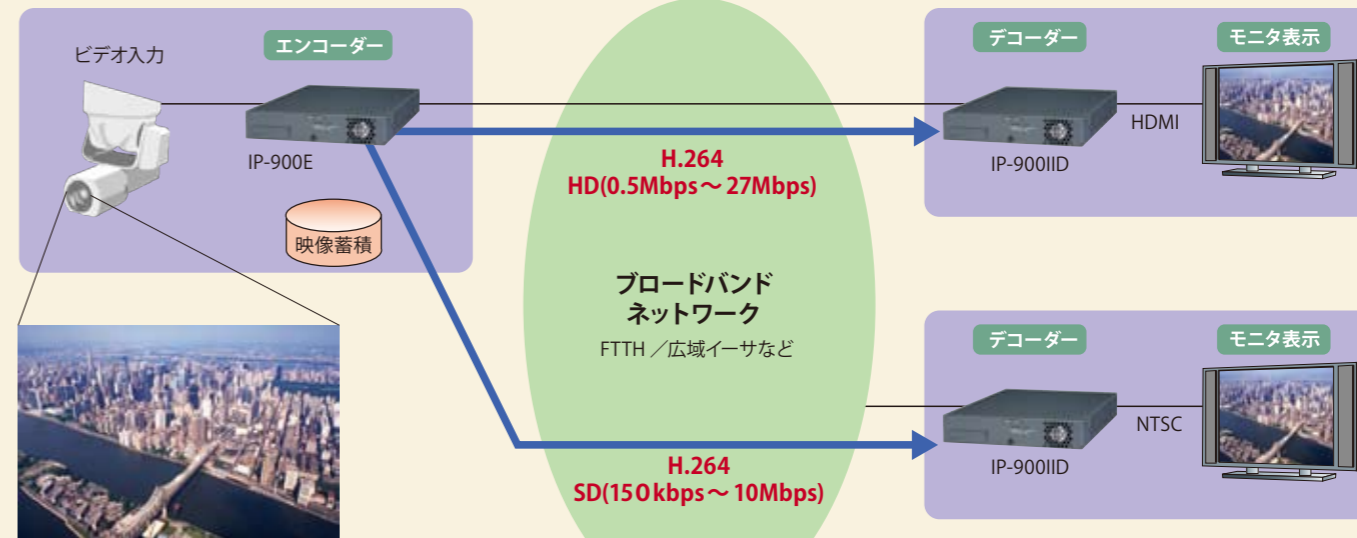 ビデオ入力
エンコーダー
IP-900E
映像蓄積
H.264
HD(0.5Mbps～27Mbps)
ブロードバンド
ネットワーク
FTTH／広域イーサなど
H.264
SD(150kbps～10Mbps)
デコーダー
モニタ表示
IP-900IID
HDMI
デコーダー
モニタ表示
IP-900IID
NTSC